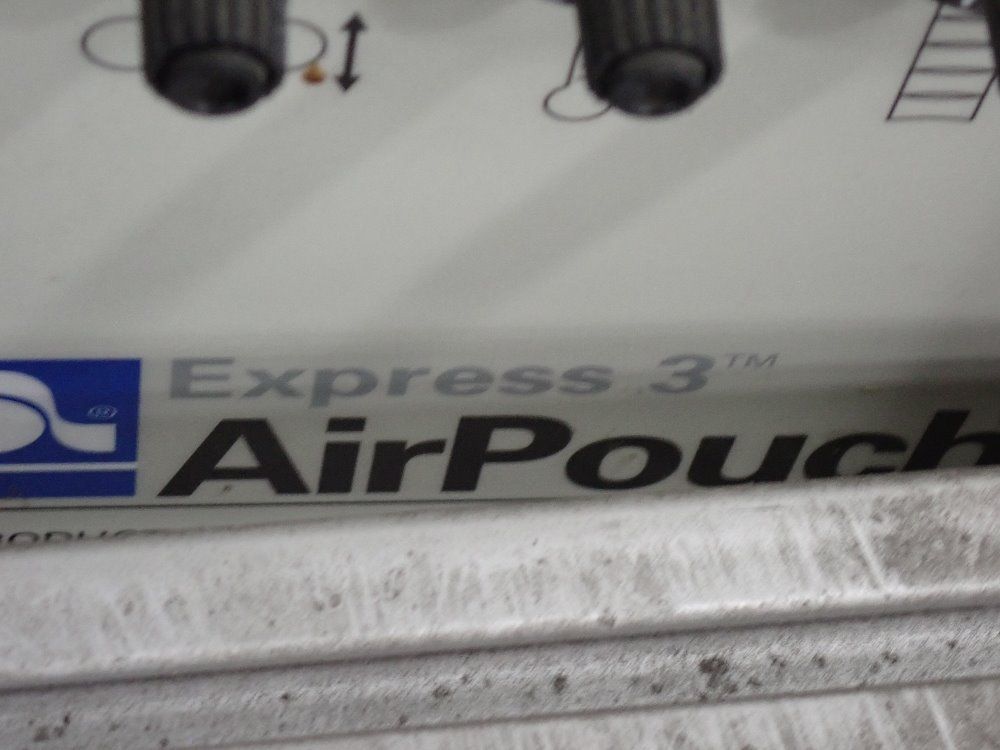 Express 3™
AirPouch
®